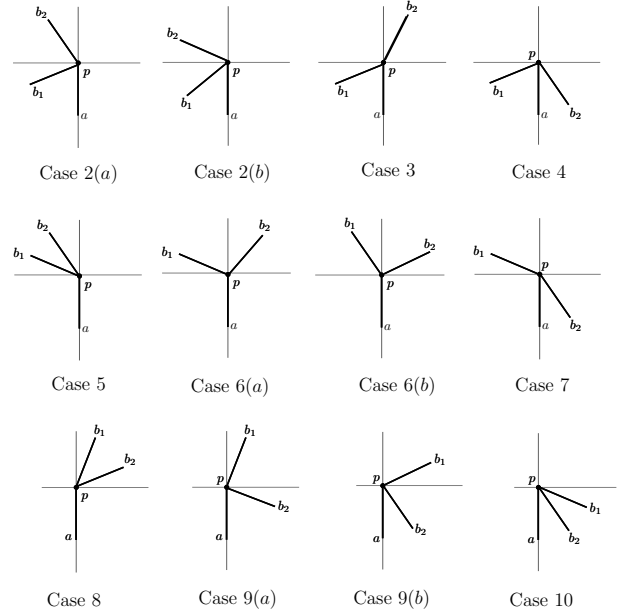 b₂
p
b₁
a
Case 2(a)
b₂
p
b₁
a
Case 2(b)
b₂
p
b₁
a
Case 3
p
b₁
a
b₂
Case 4
b₂
b₁
p
a
Case 5
b₂
b₁
p
a
Case 6(a)
b₁
b₂
p
a
Case 6(b)
b₁
p
a
b₂
Case 7
b₁
b₂
p
a
Case 8
b₁
p
b₂
a
Case 9(a)
b₁
p
b₂
a
Case 9(b)
p
b₁
a
b₂
Case 10